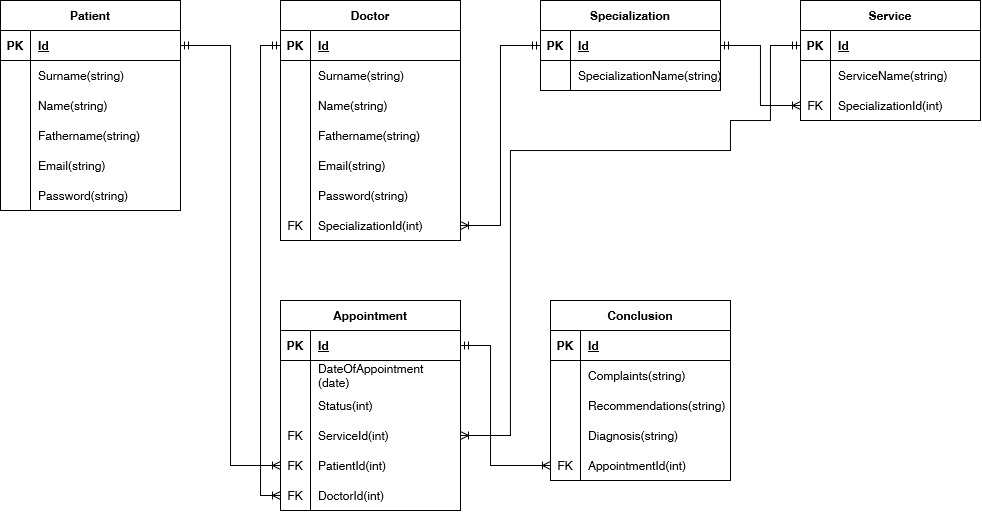 Patient
PK Id
Surname(string)
Name(string)
Fathername(string)
Email(string)
Password(string)
Doctor
PK Id
Surname(string)
Name(string)
Fathername(string)
Email(string)
Password(string)
FK SpecializationId(int)
Specialization
PK Id
SpecializationName(string)
Service
PK Id
ServiceName(string)
FK SpecializationId(int)
Appointment
PK Id
DateOfAppointment
(date)
Status(int)
FK ServiceId(int)
FK PatientId(int)
FK DoctorId(int)
Conclusion
PK Id
Complaints(string)
Recommendations(string)
Diagnosis(string)
FK AppointmentId(int)